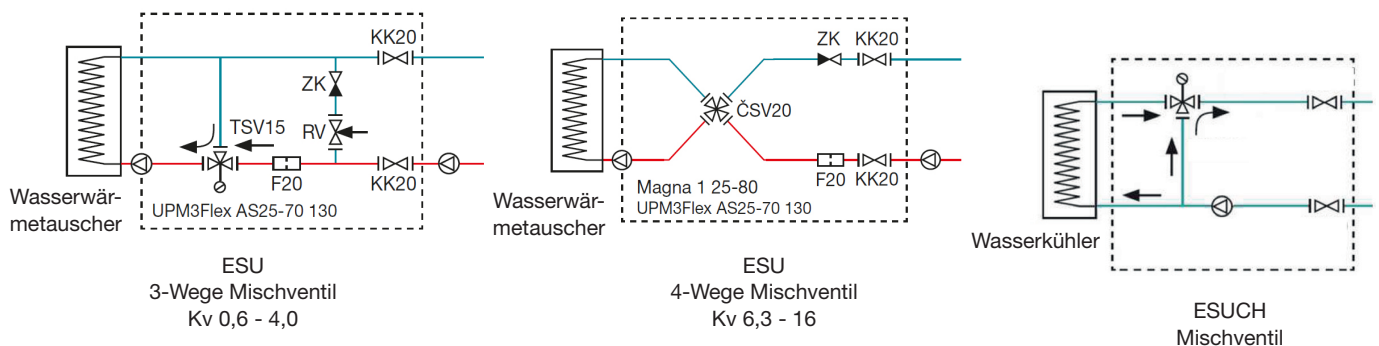 KK20
ZK
TSV15
RV
F20
KK20
Wasserwär-
metauscher
UPM3Flex AS25-70 130
ESU
3-Wege Mischventil
Kv 0,6 - 4,0
ZK KK20
ČSV20
F20 KK20
Wasserwär-
metauscher
Magna 1 25-80
UPM3Flex AS25-70 130
ESU
4-Wege Mischventil
Kv 6,3 - 16
Wasserkühler
ESUCH
Mischventil